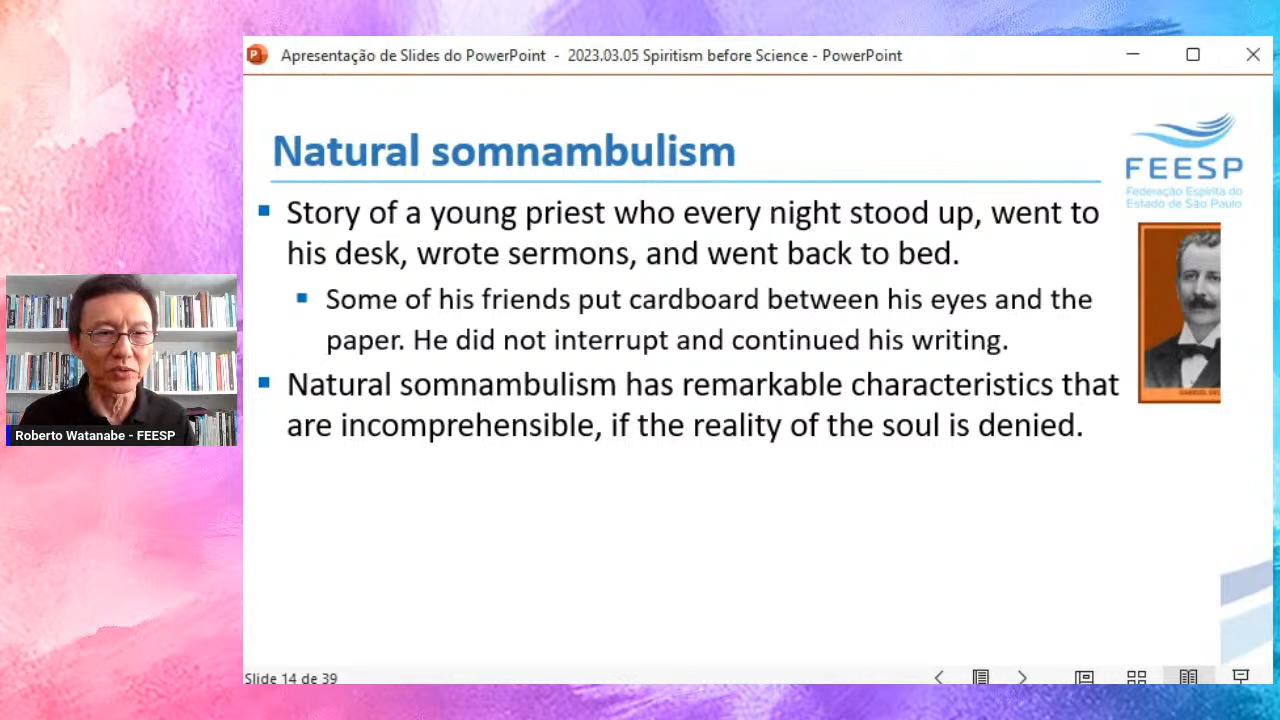 Apresentação de Slides do PowerPoint - 2023.03.05 Spiritism before Science - PowerPoint
Natural somnambulism
FEESP
Federação Espírita do
Estado de São Paulo
Story of a young priest who every night stood up, went to
his desk, wrote sermons, and went back to bed.
Some of his friends put cardboard between his eyes and the
paper. He did not interrupt and continued his writing.
Natural somnambulism has remarkable characteristics that
are incomprehensible, if the reality of the soul is denied.
GABRIEL
Roberto Watanabe - FEESP
Slide 14 de 39